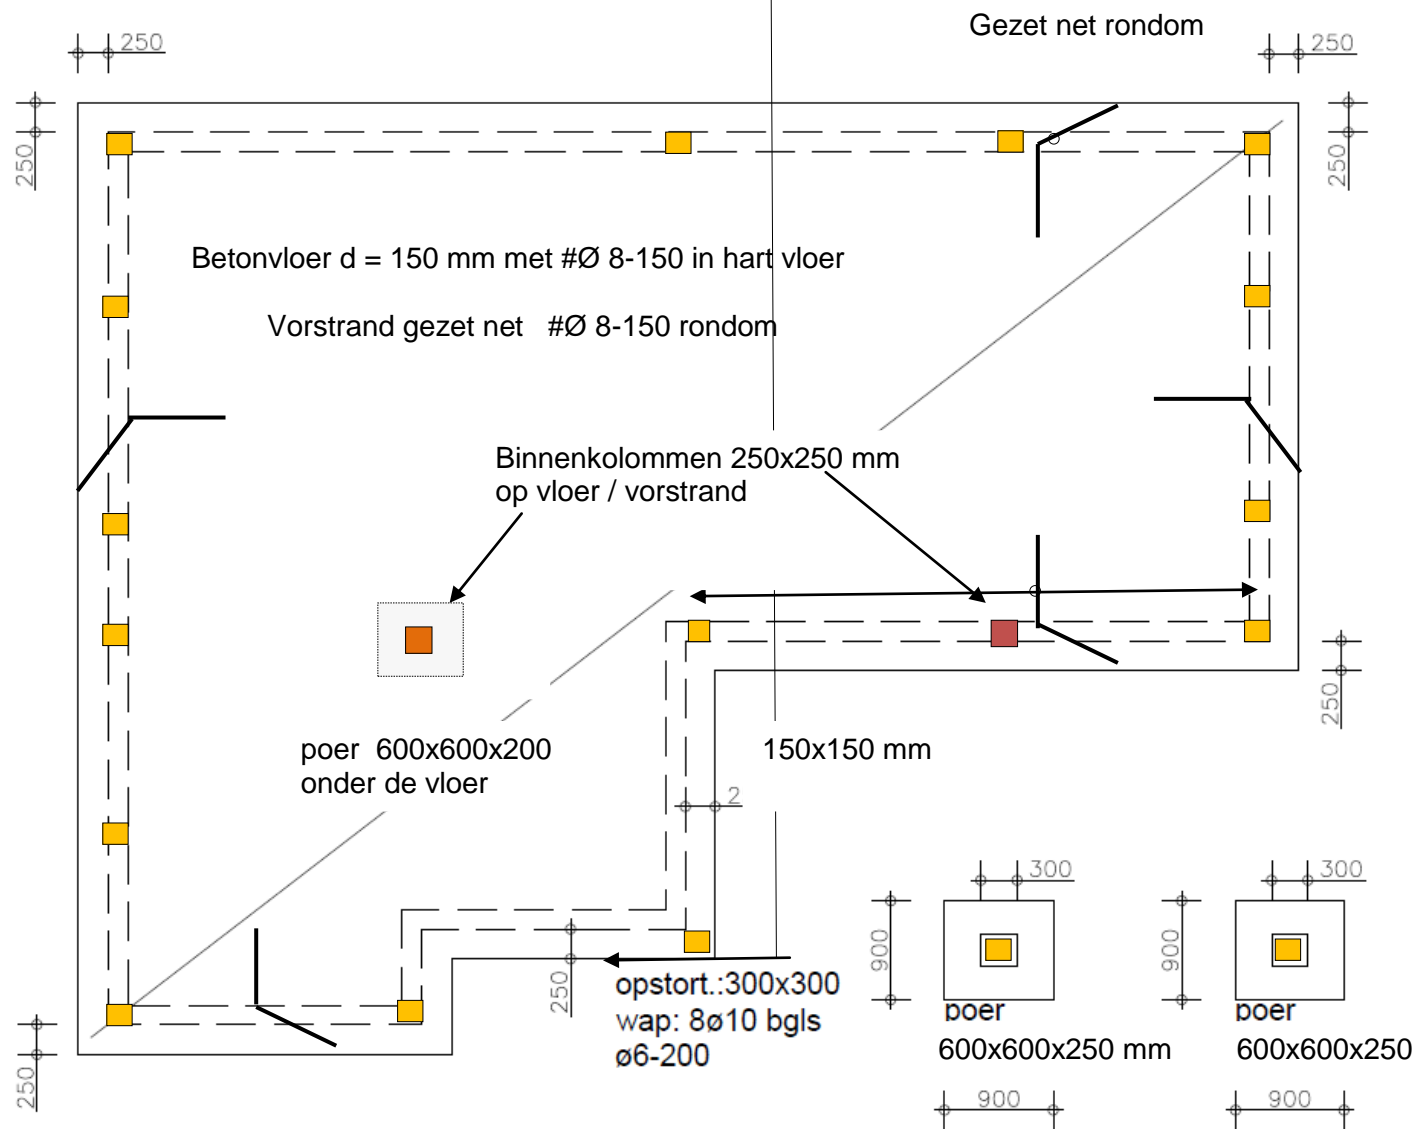 Gezet net rondom
250
250
250
250
Betonvloer d = 150 mm met #Ø 8-150 in hart vloer
Vorstrand gezet net #Ø 8-150 rondom
Binnenkolommen 250x250 mm
op vloer / vorstrand
250
poer 600x600x200
onder de vloer
150x150 mm
2
300
300
900
900
250
opstort.:300x300
wap: 8ø10 bgls
ø6-200
poer
600x600x250 mm
poer
600x600x250
250
900
900